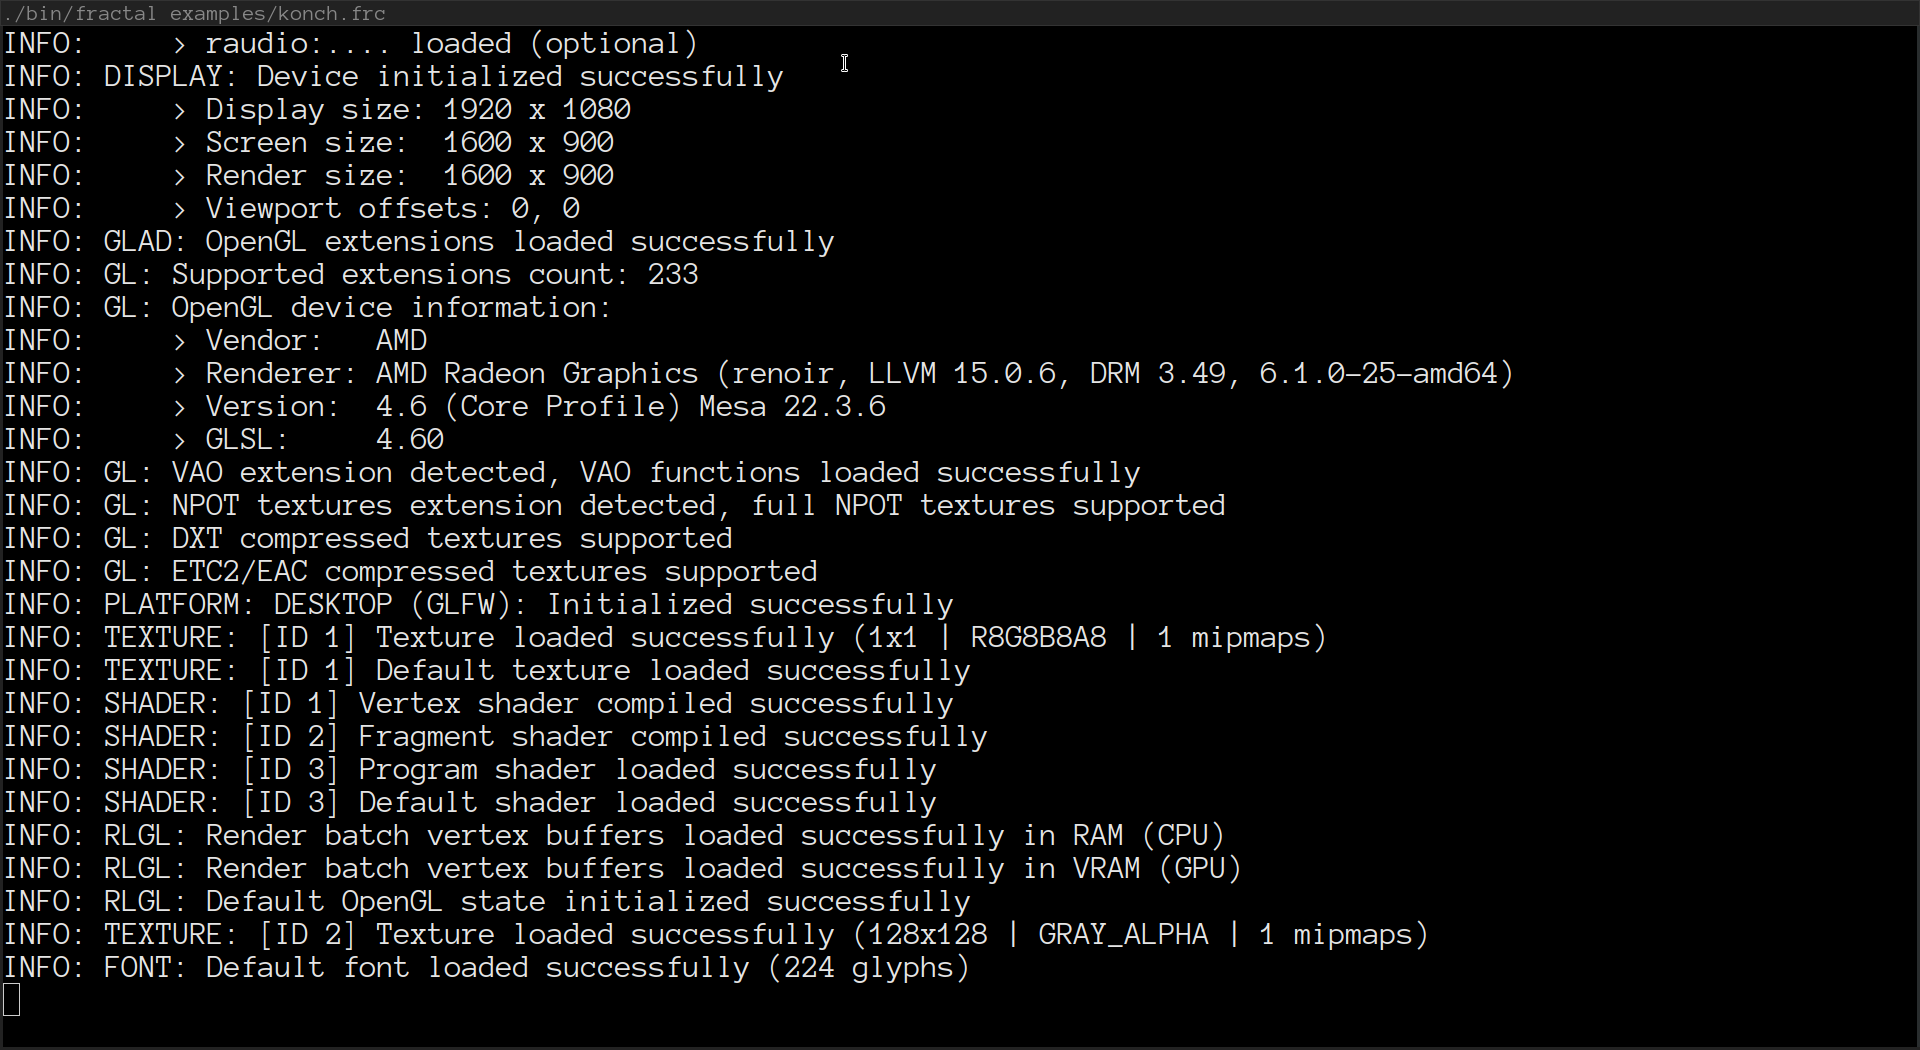 ./bin/fractal examples/konch.frc
INFO:     > raudio:.... loaded (optional)
INFO: DISPLAY: Device initialized successfully
INFO:     > Display size: 1920 x 1080
INFO:     > Screen size:  1600 x 900
INFO:     > Render size:  1600 x 900
INFO:     > Viewport offsets: 0, 0
INFO: GLAD: OpenGL extensions loaded successfully
INFO: GL: Supported extensions count: 233
INFO: GL: OpenGL device information:
INFO:     > Vendor:   AMD
INFO:     > Renderer: AMD Radeon Graphics (renoir, LLVM 15.0.6, DRM 3.49, 6.1.0-25-amd64)
INFO:     > Version:  4.6 (Core Profile) Mesa 22.3.6
INFO:     > GLSL:     4.60
INFO: GL: VAO extension detected, VAO functions loaded successfully
INFO: GL: NPOT textures extension detected, full NPOT textures supported
INFO: GL: DXT compressed textures supported
INFO: GL: ETC2/EAC compressed textures supported
INFO: PLATFORM: DESKTOP (GLFW): Initialized successfully
INFO: TEXTURE: [ID 1] Texture loaded successfully (1x1 | R8G8B8A8 | 1 mipmaps)
INFO: TEXTURE: [ID 1] Default texture loaded successfully
INFO: SHADER: [ID 1] Vertex shader compiled successfully
INFO: SHADER: [ID 2] Fragment shader compiled successfully
INFO: SHADER: [ID 3] Program shader loaded successfully
INFO: SHADER: [ID 3] Default shader loaded successfully
INFO: RLGL: Render batch vertex buffers loaded successfully in RAM (CPU)
INFO: RLGL: Render batch vertex buffers loaded successfully in VRAM (GPU)
INFO: RLGL: Default OpenGL state initialized successfully
INFO: TEXTURE: [ID 2] Texture loaded successfully (128x128 | GRAY_ALPHA | 1 mipmaps)
INFO: FONT: Default font loaded successfully (224 glyphs)